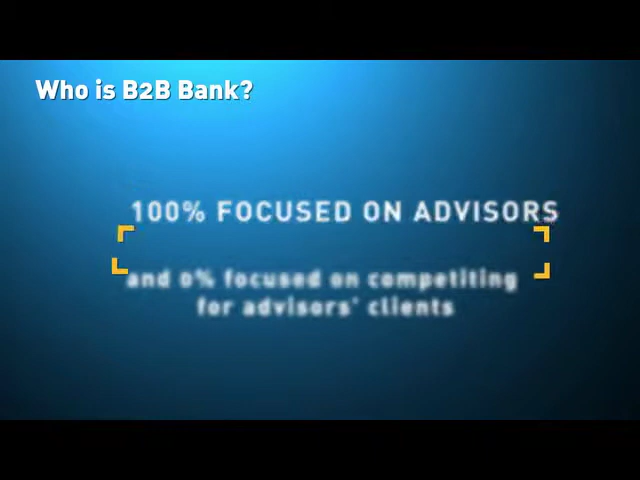 Who is B2B Bank?
100% FOCUSED ON ADVISORS
and 0% focused on competiting
for advisors' clients